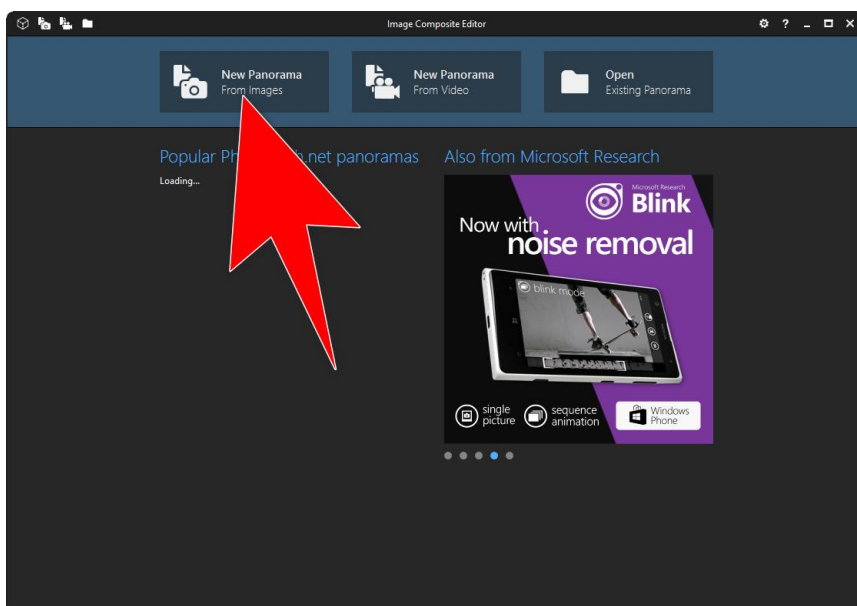 Image Composite Editor
?
New Panorama
From Images
New Panorama
From Video
Open
Existing Panorama
Popular
.net panoramas
Loading...
Also from Microsoft Research
Microsoft Research
Blink
Now with
noise removal
blink mode
single
picture
sequence
animation
Windows
Phone